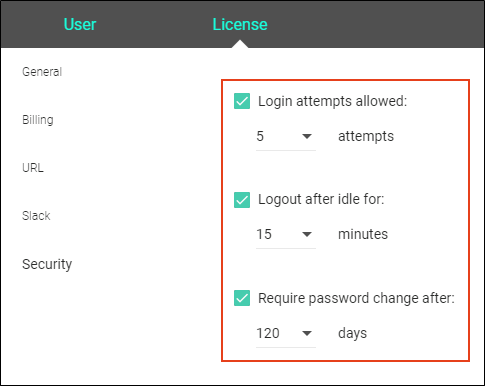 User License
General
Billing
URL
Slack
Security
Login attempts allowed:
5 attempts
Logout after idle for:
15 minutes
Require password change after:
120 days